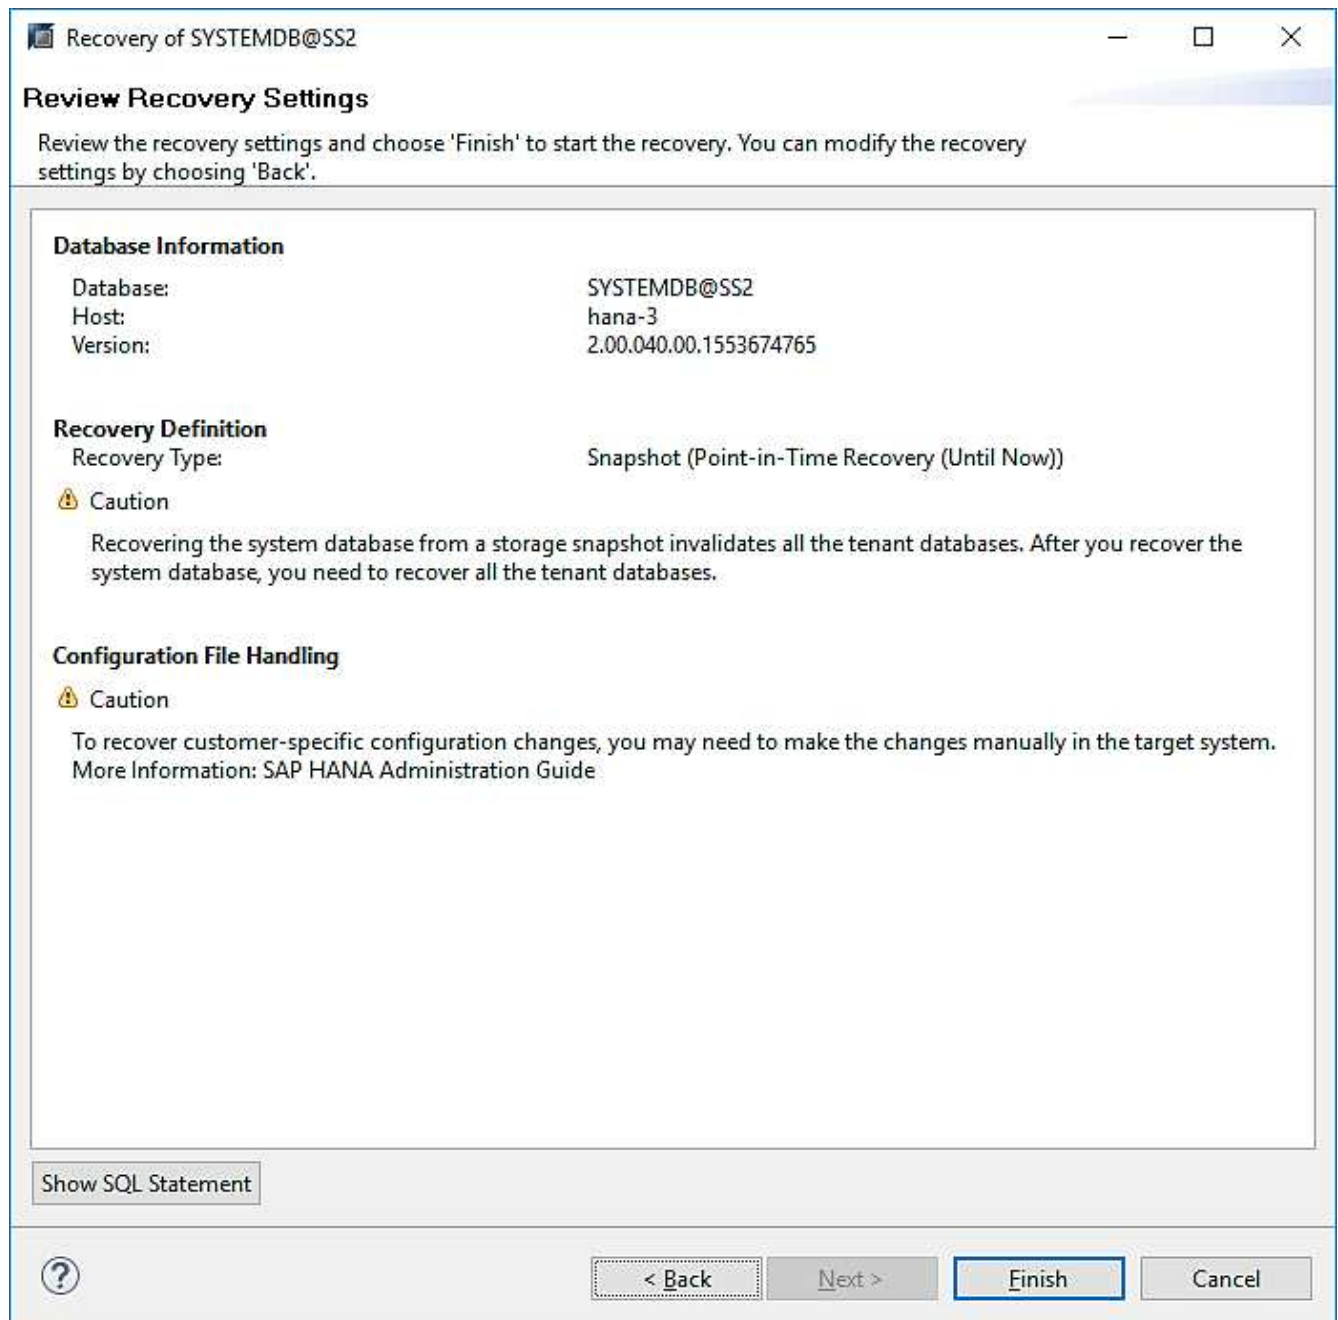 Recovery of SYSTEMDB@SS2
Review Recovery Settings
Review the recovery settings and choose 'Finish' to start the recovery. You can modify the recovery
settings by choosing 'Back'.
Database Information
Database: SYSTEMDB@SS2
Host: hana-3
Version: 2.00.040.00.1553674765
Recovery Definition
Recovery Type: Snapshot (Point-in-Time Recovery (Until Now))
Caution
Recovering the system database from a storage snapshot invalidates all the tenant databases. After you recover the
system database, you need to recover all the tenant databases.
Configuration File Handling
Caution
To recover customer-specific configuration changes, you may need to make the changes manually in the target system.
More Information: SAP HANA Administration Guide
Show SQL Statement
? < Back Next > Finish Cancel